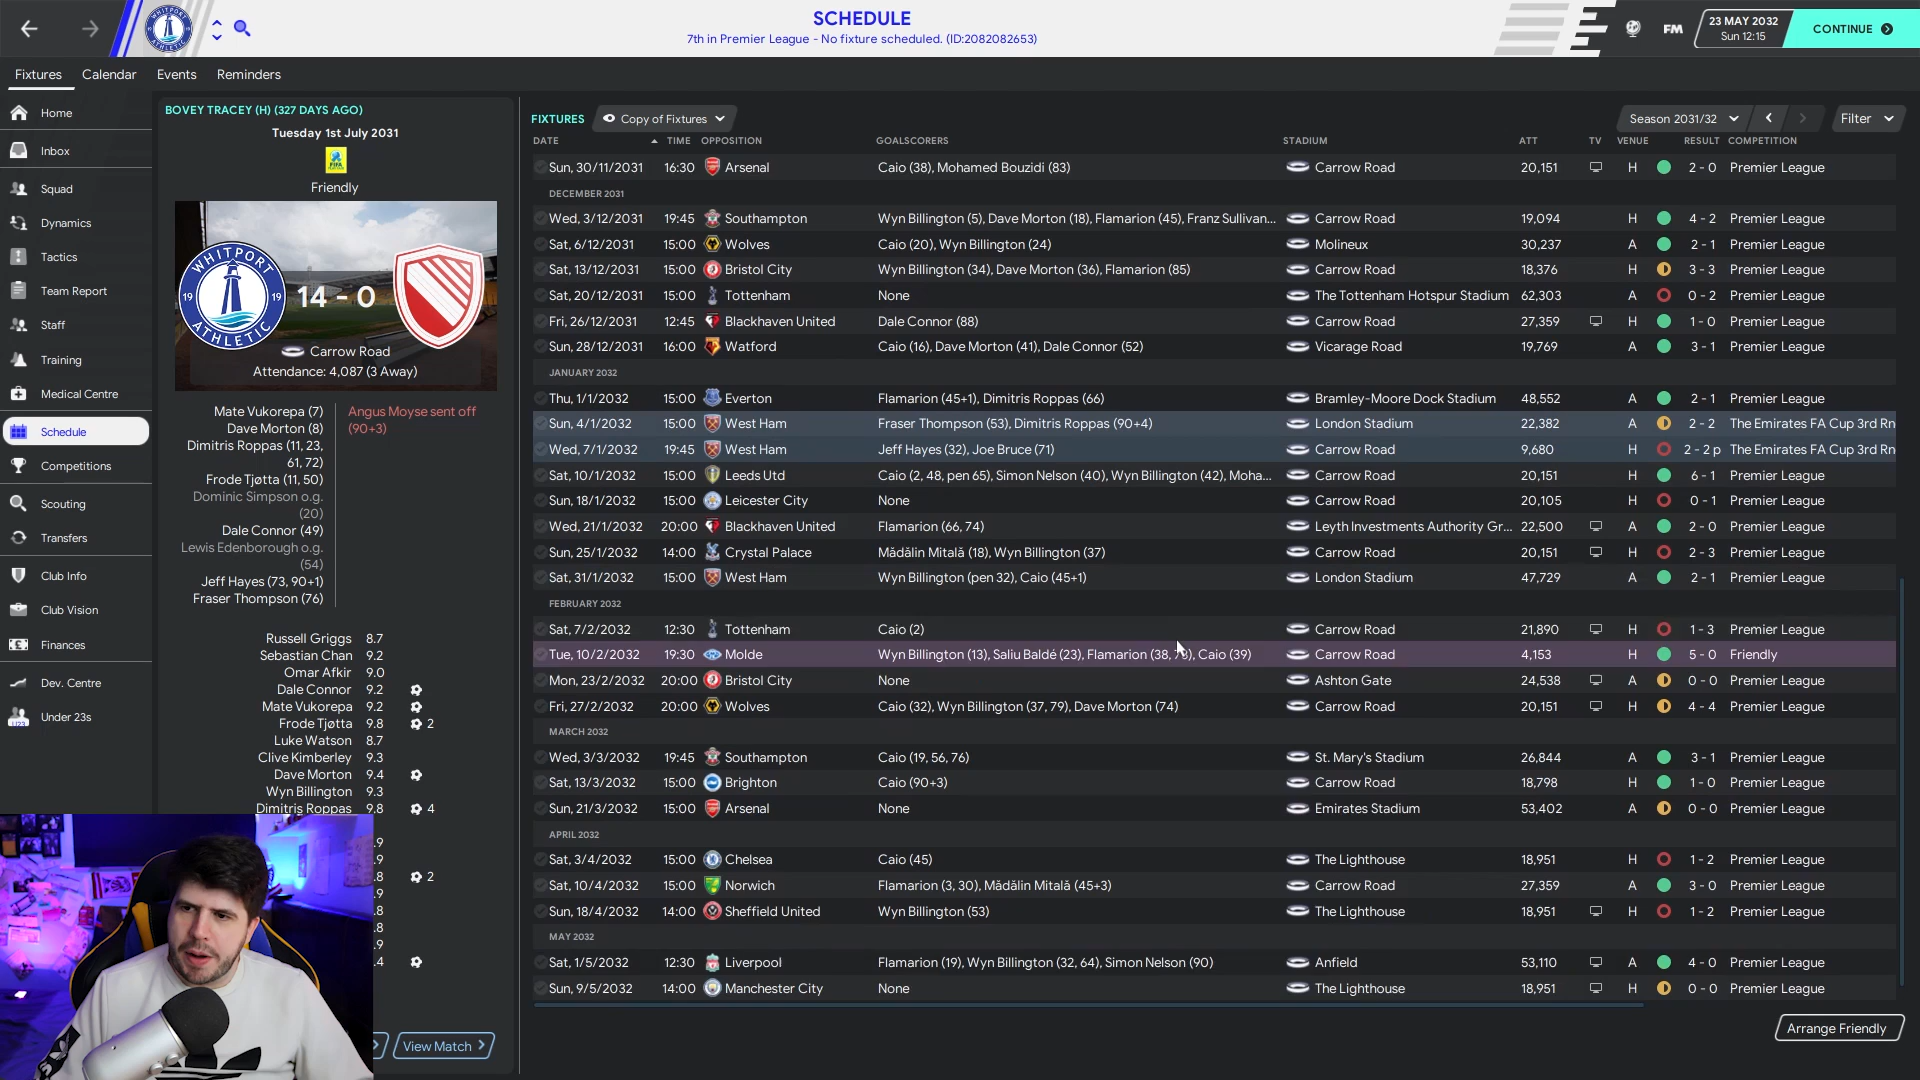 SCHEDULE
7th in Premier League - No fixture scheduled. (ID:2082082653)
FM
23 MAY 2032
Sun 12:15
CONTINUE
Fixtures Calendar Events Reminders
Home
Inbox
Squad
Dynamics
Tactics
Team Report
Staff
Training
Medical Centre
Schedule
Competitions
Scouting
Transfers
Club Info
Club Vision
Finances
Dev. Centre
Under 23s
BOVEY TRACEY (H) (327 DAYS AGO)
Tuesday 1st July 2031
FIFA
Friendly
WHITPORT ATHLETIC
19 19
14 - 0
Carrow Road
Attendance: 4,087 (3 Away)
Mate Vukorepa (7)
Dave Morton (8)
Dimitris Roppas (11, 23,
61, 72)
Frode Tjøtta (11, 50)
Dominic Simpson o.g.
(20)
Dale Connor (49)
Lewis Edenborough o.g.
(54)
Jeff Hayes (73, 90+1)
Fraser Thompson (76)
Angus Moyse sent off
(90+3)
Russell Griggs 8.7
Sebastian Chan 9.2
Omar Afkir 9.0
Dale Connor 9.2
Mate Vukorepa 9.2
Frode Tjøtta 9.8 2
Luke Watson 8.7
Clive Kimberley 9.3
Dave Morton 9.4
Wyn Billington 9.3
Dimitris Roppas 9.8 4
.9
.9
.8 2
.9
.8
.8
.9
.4
View Match
FIXTURES Copy of Fixtures Season 2031/32 Filter
DATE TIME OPPOSITION GOALSCORERS STADIUM ATT TV VENUE RESULT COMPETITION
Sun, 30/11/2031 16:30 Arsenal Caio (38), Mohamed Bouzidi (83) Carrow Road 20,151 H 2 - 0 Premier League
DECEMBER 2031
Wed, 3/12/2031 19:45 Southampton Wyn Billington (5), Dave Morton (18), Flamarion (45), Franz Sullivan... Carrow Road 19,094 H 4 - 2 Premier League
Sat, 6/12/2031 15:00 Wolves Caio (20), Wyn Billington (24) Molineux 30,237 A 2 - 1 Premier League
Sat, 13/12/2031 15:00 Bristol City Wyn Billington (34), Dave Morton (36), Flamarion (85) Carrow Road 18,376 H 3 - 3 Premier League
Sat, 20/12/2031 15:00 Tottenham None The Tottenham Hotspur Stadium 62,303 A 0 - 2 Premier League
Fri, 26/12/2031 12:45 Blackhaven United Dale Connor (88) Carrow Road 27,359 H 1 - 0 Premier League
Sun, 28/12/2031 16:00 Watford Caio (16), Dave Morton (41), Dale Connor (52) Vicarage Road 19,769 A 3 - 1 Premier League
JANUARY 2032
Thu, 1/1/2032 15:00 Everton Flamarion (45+1), Dimitris Roppas (66) Bramley-Moore Dock Stadium 48,552 A 2 - 1 Premier League
Sun, 4/1/2032 15:00 West Ham Fraser Thompson (53), Dimitris Roppas (90+4) London Stadium 22,382 A 2 - 2 The Emirates FA Cup 3rd Rn
Wed, 7/1/2032 19:45 West Ham Jeff Hayes (32), Joe Bruce (71) Carrow Road 9,680 H 2 - 2 p The Emirates FA Cup 3rd Rn
Sat, 10/1/2032 15:00 Leeds Utd Caio (2, 48, pen 65), Simon Nelson (40), Wyn Billington (42), Moha... Carrow Road 20,151 H 6 - 1 Premier League
Sun, 18/1/2032 15:00 Leicester City None Carrow Road 20,105 H 0 - 1 Premier League
Wed, 21/1/2032 20:00 Blackhaven United Flamarion (66, 74) Leyth Investments Authority Gr... 22,500 A 2 - 0 Premier League
Sun, 25/1/2032 14:00 Crystal Palace Mădălin Mitală (18), Wyn Billington (37) Carrow Road 20,151 H 2 - 3 Premier League
Sat, 31/1/2032 15:00 West Ham Wyn Billington (pen 32), Caio (45+1) London Stadium 47,729 A 2 - 1 Premier League
FEBRUARY 2032
Sat, 7/2/2032 12:30 Tottenham Caio (2) Carrow Road 21,890 H 1 - 3 Premier League
Tue, 10/2/2032 19:30 Molde Wyn Billington (13), Saliu Baldé (23), Flamarion (38, Caio (39) Carrow Road 4,153 H 5 - 0 Friendly
Mon, 23/2/2032 20:00 Bristol City None Ashton Gate 24,538 A 0 - 0 Premier League
Fri, 27/2/2032 20:00 Wolves Caio (32), Wyn Billington (37, 79), Dave Morton (74) Carrow Road 20,151 H 4 - 4 Premier League
MARCH 2032
Wed, 3/3/2032 19:45 Southampton Caio (19, 56, 76) St. Mary's Stadium 26,844 A 3 - 1 Premier League
Sat, 13/3/2032 15:00 Brighton Caio (90+3) Carrow Road 18,798 H 1 - 0 Premier League
Sun, 21/3/2032 15:00 Arsenal None Emirates Stadium 53,402 A 0 - 0 Premier League
APRIL 2032
Sat, 3/4/2032 15:00 Chelsea Caio (45) The Lighthouse 18,951 H 1 - 2 Premier League
Sat, 10/4/2032 15:00 Norwich Flamarion (3, 30), Mădălin Mitală (45+3) Carrow Road 27,359 A 3 - 0 Premier League
Sun, 18/4/2032 14:00 Sheffield United Wyn Billington (53) The Lighthouse 18,951 H 1 - 2 Premier League
MAY 2032
Sat, 1/5/2032 12:30 Liverpool Flamarion (19), Wyn Billington (32, 64), Simon Nelson (90) Anfield 53,110 A 4 - 0 Premier League
Sun, 9/5/2032 14:00 Manchester City None The Lighthouse 18,951 H 0 - 0 Premier League
Arrange Friendly